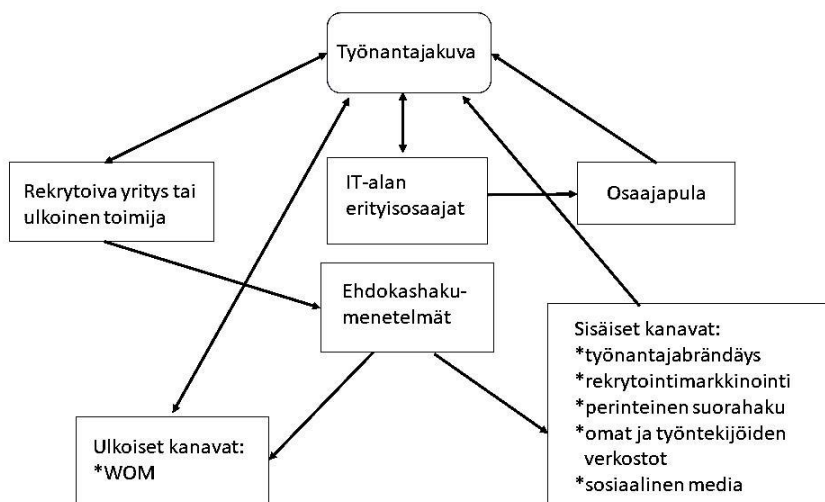 Työnantajakuva
Rekrytoiva yritys tai
ulkoinen toimija
IT-alan
erityisosaajat
Osaajapula
Ehdokashaku-
menetelmät
Sisäiset kanavat:
*työnantajabrändäys
*rekrytointimarkkinointi
*perinteinen suorahaku
*omat ja työntekijöiden
verkostot
*sosiaalinen media
Ulkoiset kanavat:
*WOM